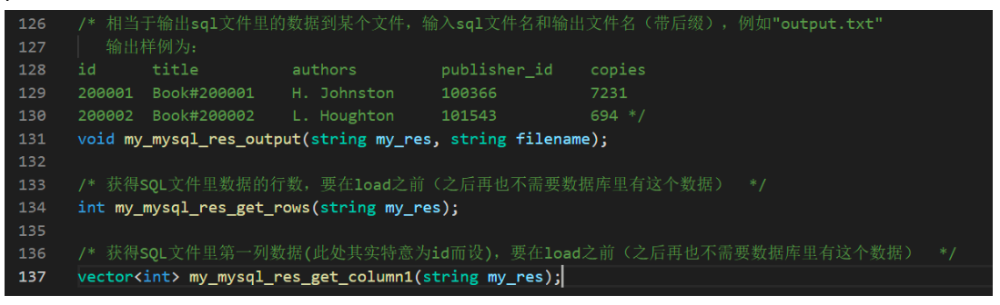 126 /* 相当于输出sql文件里的数据到某个文件，输入sql文件名和输出文件名（带后缀），例如"output.txt"
127 输出样例为：
128 id title authors publisher_id copies
129 200001 Book#200001 H. Johnston 100366 7231
130 200002 Book#200002 L. Houghton 101543 694 */
131 void my_mysql_res_output(string my_res, string filename);
132
133 /* 获得SQL文件里数据的行数，要在load之前（之后再也不需要数据库里有这个数据） */
134 int my_mysql_res_get_rows(string my_res);
135
136 /* 获得SQL文件里第一列数据(此处其实特意为id而设)，要在load之前（之后再也不需要数据库里有这个数据） */
137 vector<int> my_mysql_res_get_column1(string my_res);